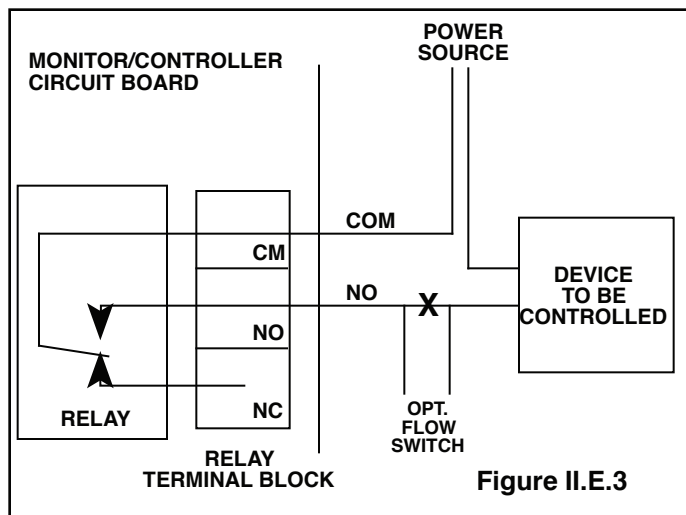 MONITOR/CONTROLLER
CIRCUIT BOARD
POWER
SOURCE
COM
CM
NO
X
NO
NC
RELAY
RELAY
TERMINAL BLOCK
OPT.
FLOW
SWITCH
DEVICE
TO BE
CONTROLLED
Figure II.E.3